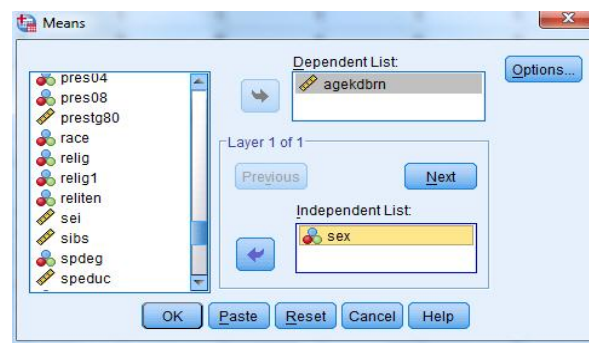 Means
pres04
pres08
prestg80
race
relig
relig1
reliten
sei
sibs
spdeg
speduc
Dependent List:
agekdbrn
Options...
Layer 1 of 1
Previous
Next
Independent List:
sex
OK
Paste
Reset
Cancel
Help